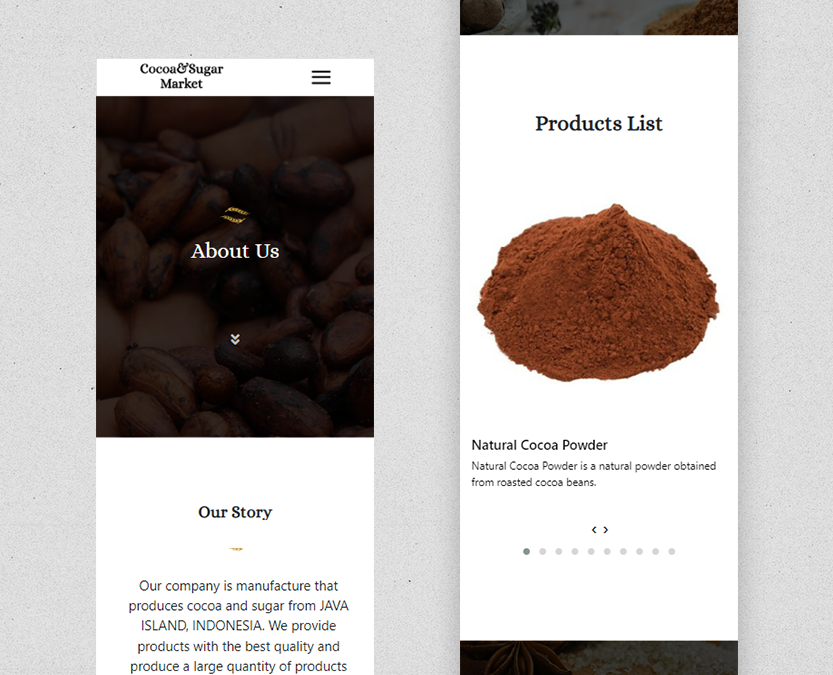 Cocoa&Sugar
Market
About Us
Our Story
Our company is manufacture that
produces cocoa and sugar from JAVA
ISLAND, INDONESIA. We provide
products with the best quality and
produce a large quantity of products
Products List
Natural Cocoa Powder
Natural Cocoa Powder is a natural powder obtained
from roasted cocoa beans.